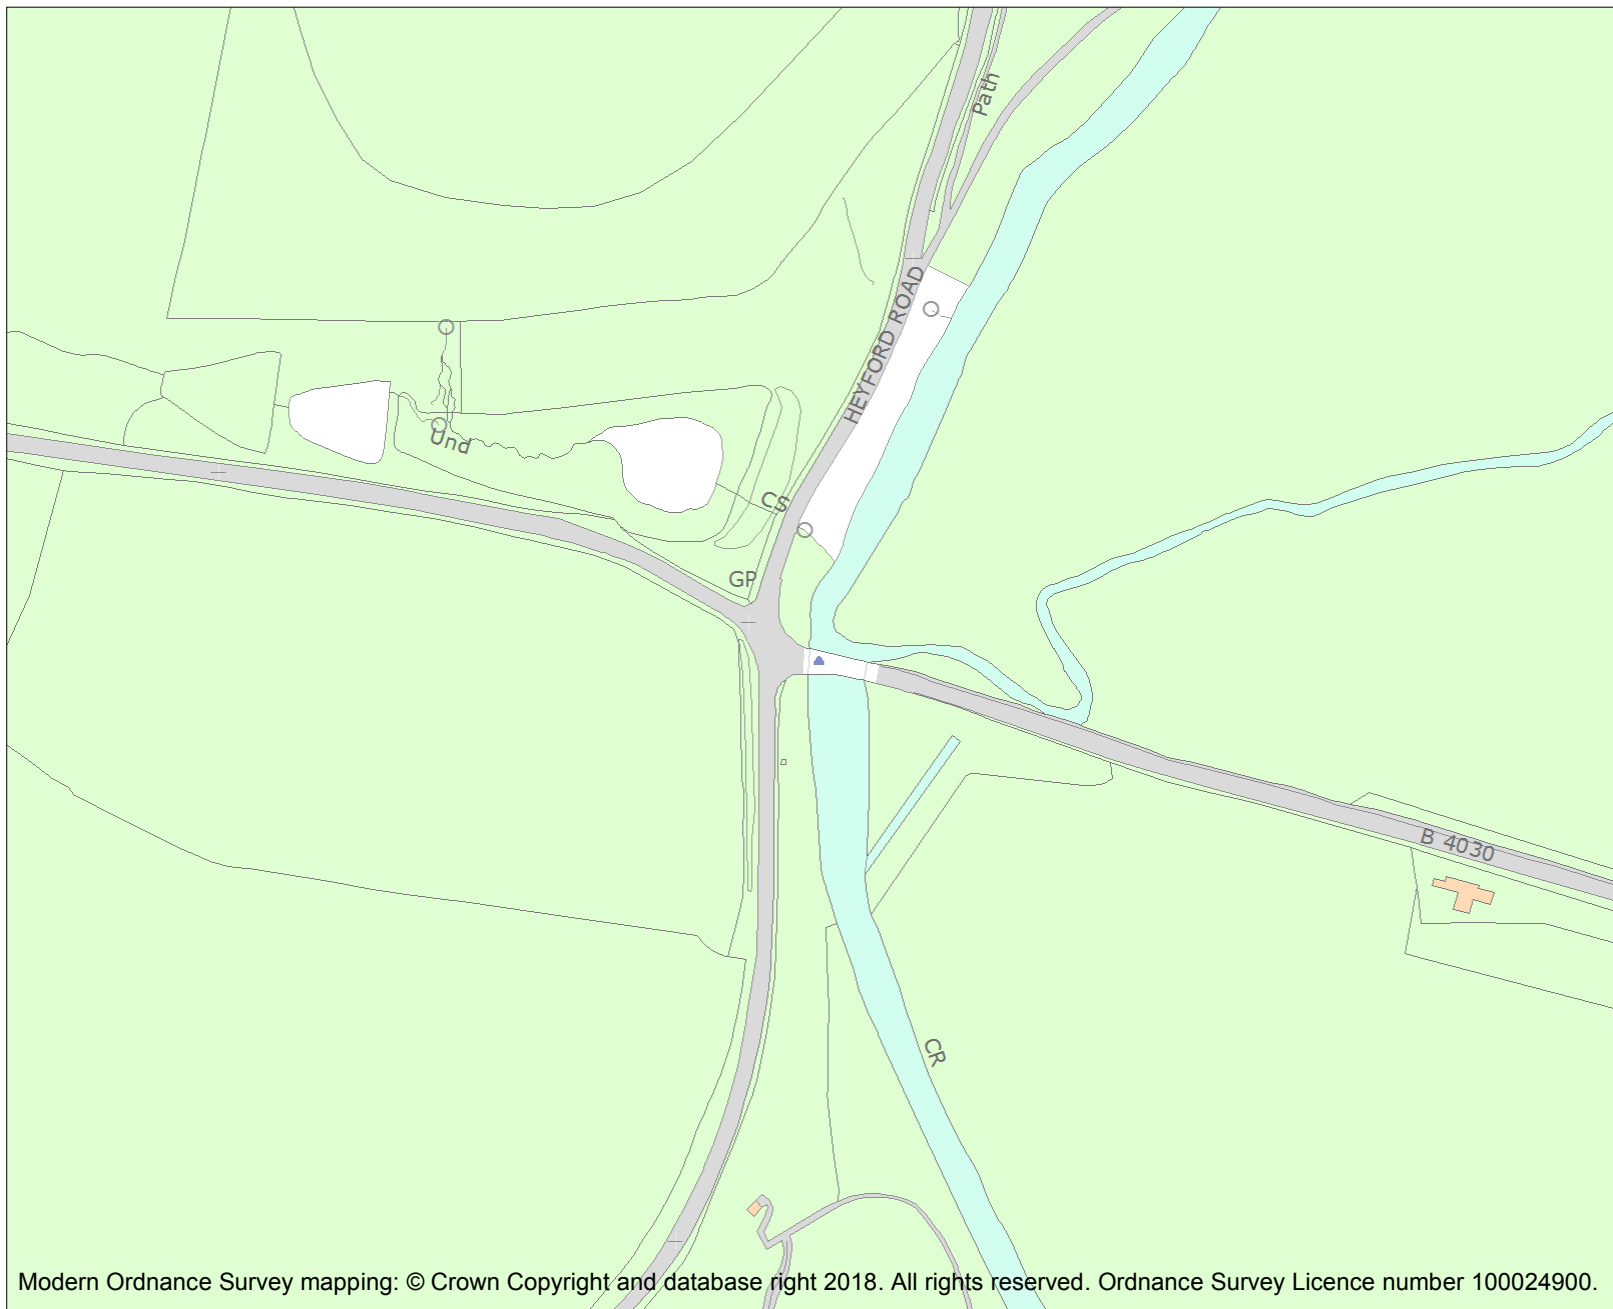 Path
HEYFORD ROAD
Und
CS
GP
B 4030
CR
Modern Ordnance Survey mapping: © Crown Copyright and database right 2018. All rights reserved. Ordnance Survey Licence number 100024900.